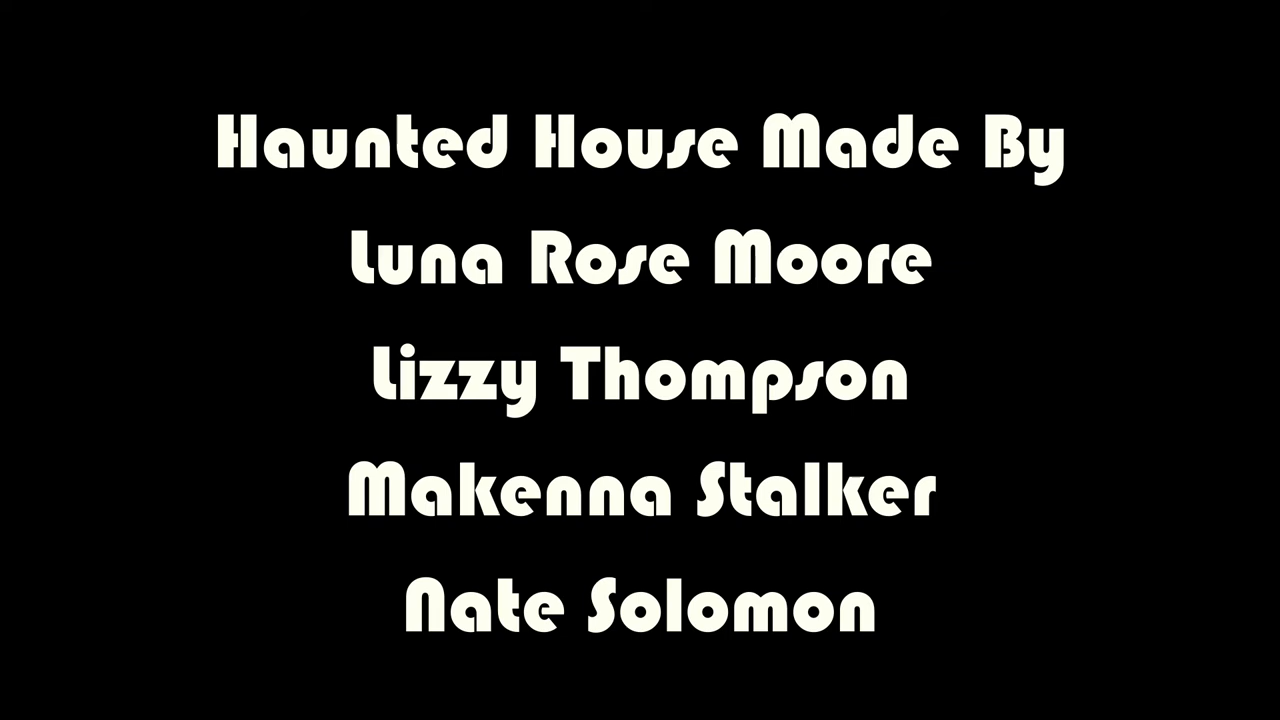 Haunted House Made By
Luna Rose Moore
Lizzy Thompson
Makenna Stalker
Nate Solomon